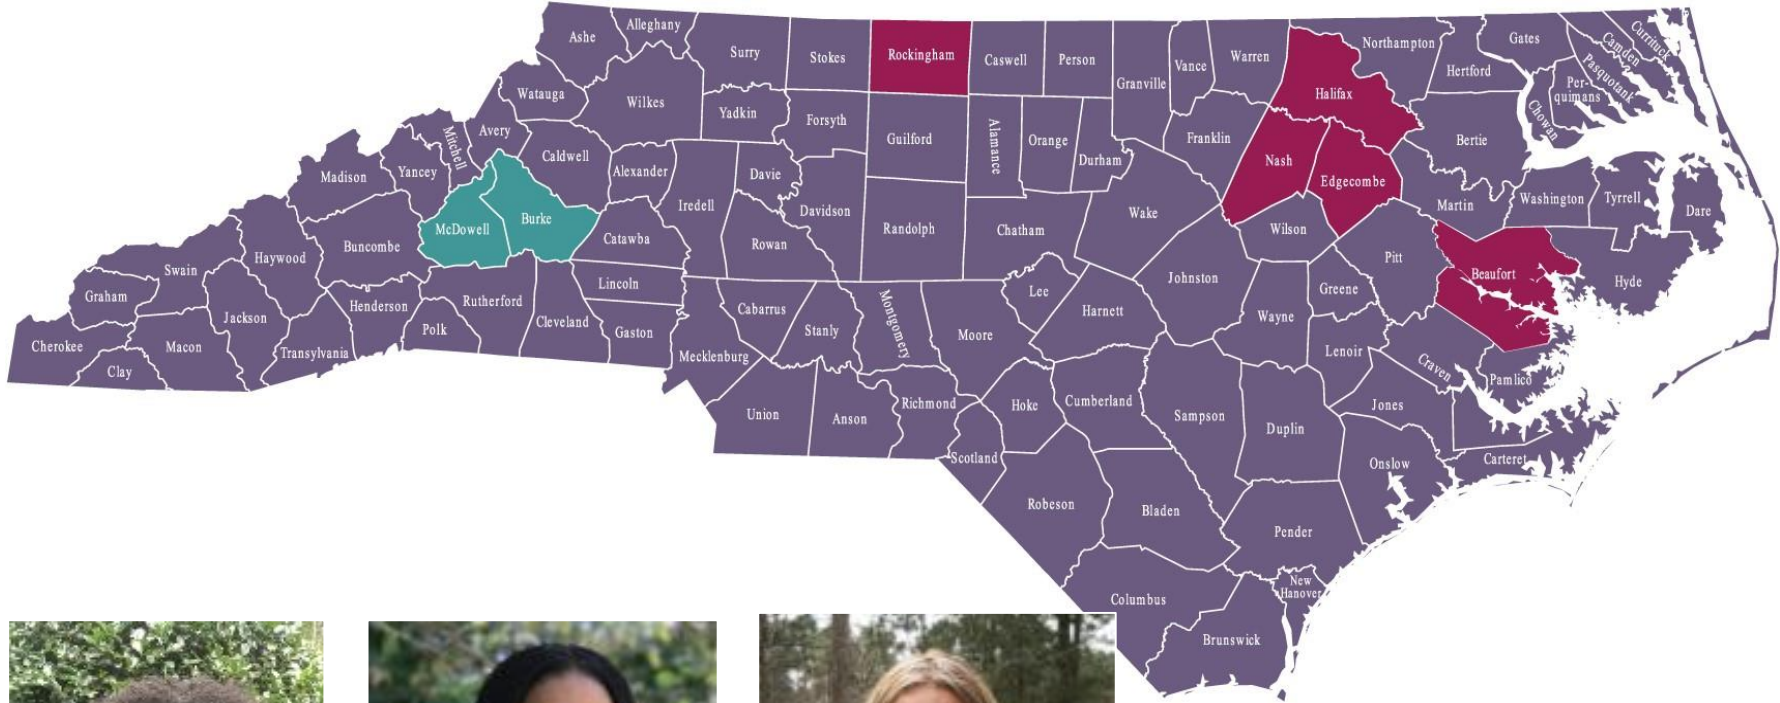 Alleghany
Ashe
Surry
Stokes
Rockingham
Caswell
Person
Granville
Vance
Warren
Northampton
Gates
Camden
Currituck
Hertford
Pasquotank
Per-
quimans
Chowan
Halifax
Watauga
Wilkes
Yadkin
Forsyth
Guilford
Alamance
Orange
Durham
Franklin
Nash
Edgecombe
Bertie
Mitchell
Avery
Caldwell
Alexander
Davie
Iredell
Madison
Yancey
McDowell
Burke
Catawba
Davidson
Rowan
Randolph
Chatham
Wake
Wilson
Martin
Washington
Tyrrell
Dare
Buncombe
Haywood
Swain
Graham
Jackson
Henderson
Rutherford
Lincoln
Cleveland
Gaston
Polk
Cherokee
Macon
Clay
Transylvania
Mecklenburg
Cabarrus
Stanly
Montgomery
Moore
Lee
Harnett
Johnston
Wayne
Greene
Pitt
Beaufort
Hyde
Lenoir
Craven
Pamlico
Union
Anson
Richmond
Hoke
Cumberland
Sampson
Duplin
Jones
Scotland
Onslow
Carteret
Robeson
Bladen
Pender
New
Hanover
Columbus
Brunswick